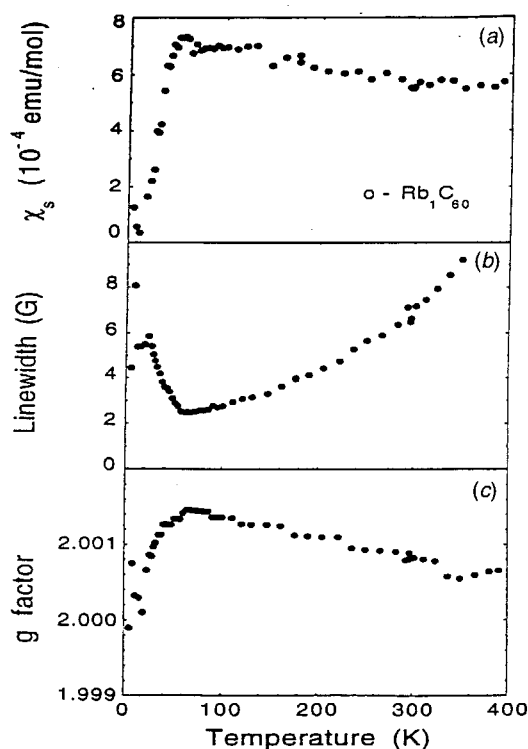 (a)
8
6
4
2
0
χs (10-4 emu/mol)
o - Rb1C60
(b)
8
6
4
2
0
Linewidth (G)
(c)
2.001
2.000
1.999
g factor
0 100 200 300 400
Temperature (K)